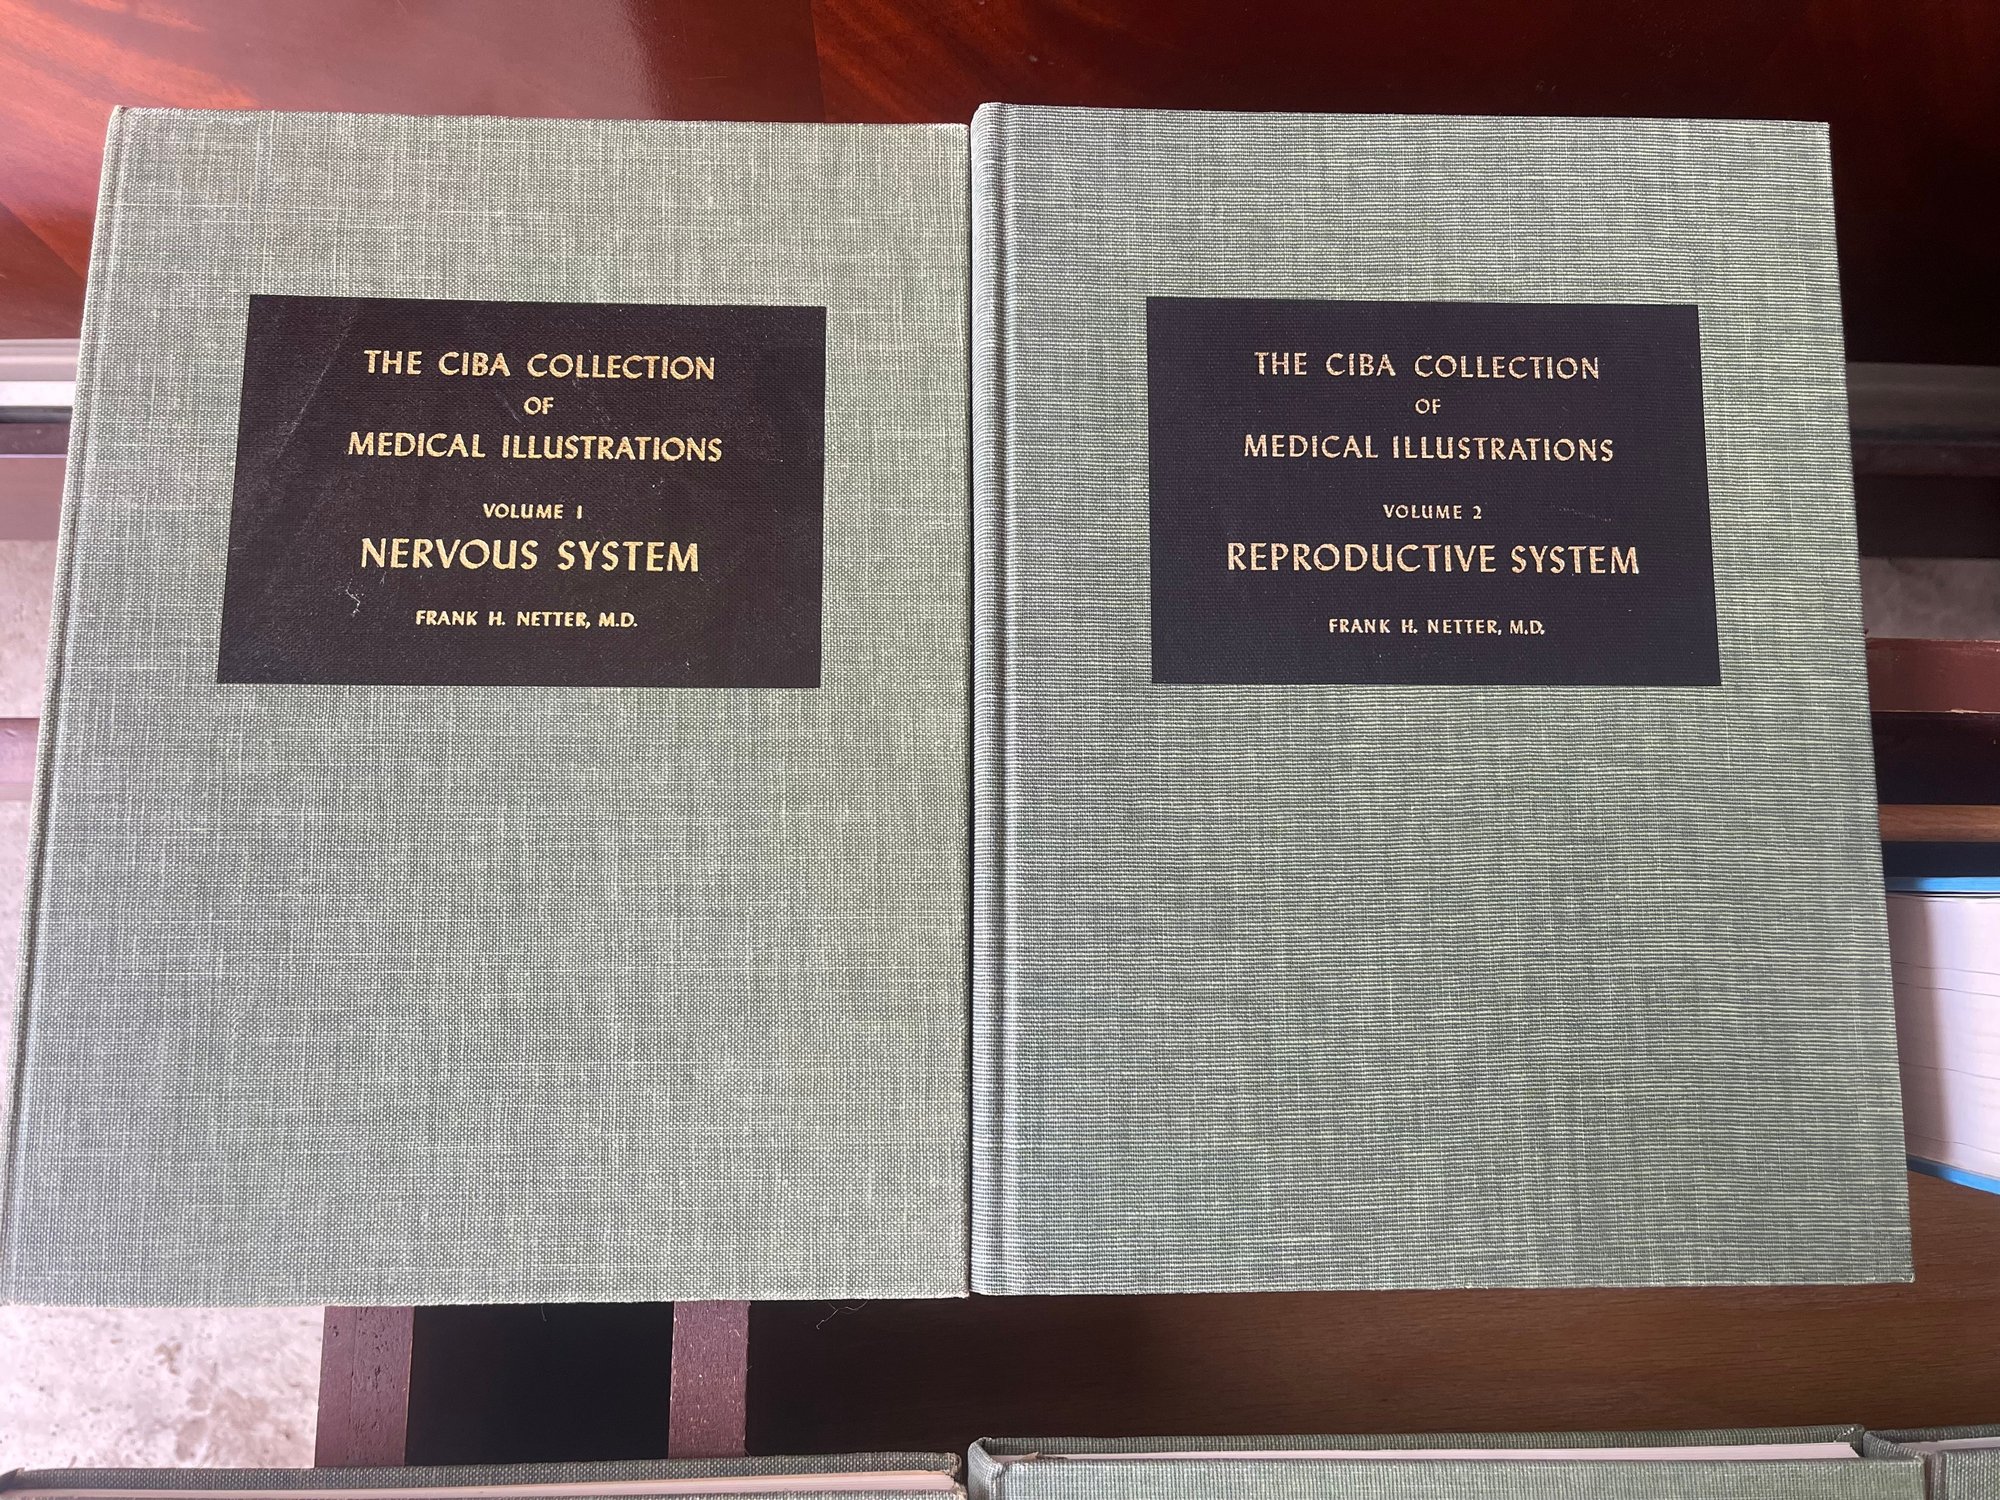 THE CIBA COLLECTION
OF
MEDICAL ILLUSTRATIONS
VOLUME 1
NERVOUS SYSTEM
FRANK H. NETTER, M.D.
THE CIBA COLLECTION
OF
MEDICAL ILLUSTRATIONS
VOLUME 2
REPRODUCTIVE SYSTEM
FRANK H. NETTER, M.D.